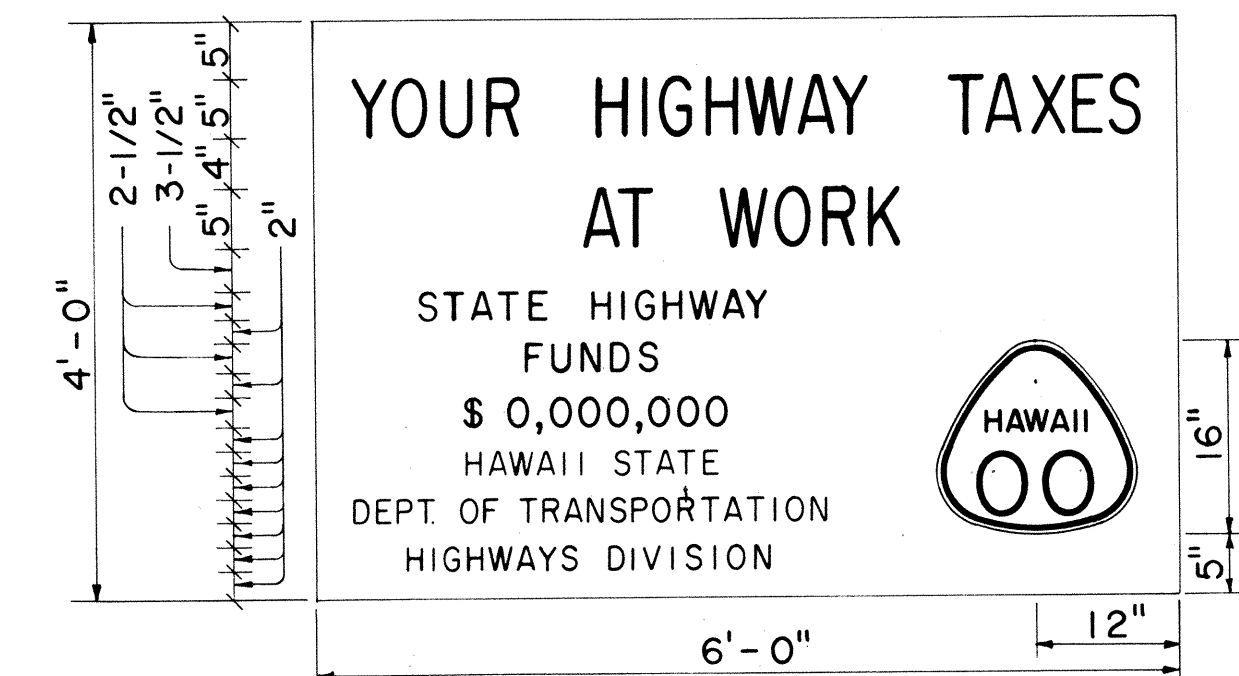 YOUR HIGHWAY TAXES
AT WORK
STATE HIGHWAY
FUNDS
$ 0,000,000
HAWAII STATE
DEPT. OF TRANSPORTATION
HIGHWAYS DIVISION
HAWAII
00
4'-0"
2-1/2"
3-1/2"
5"
5"
4"
5"
2"
16"
5"
12"
6'-0"